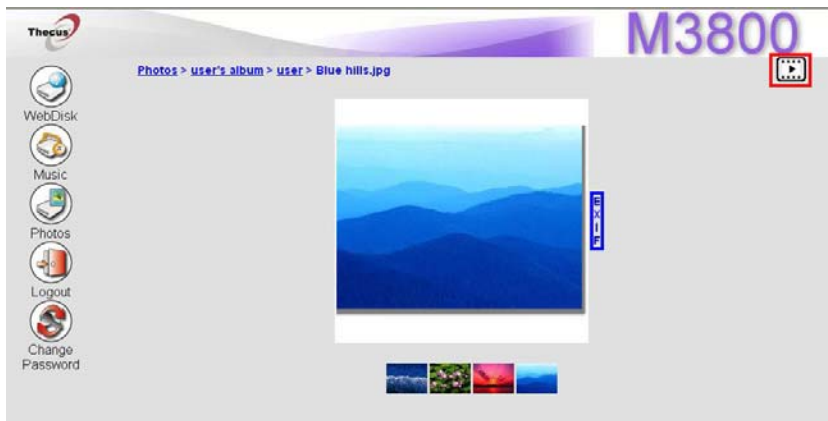 Thecus
M3800
Photos > user's album > user > Blue hills.jpg
WebDisk
Music
Photos
Logout
Change
Password
EXIF